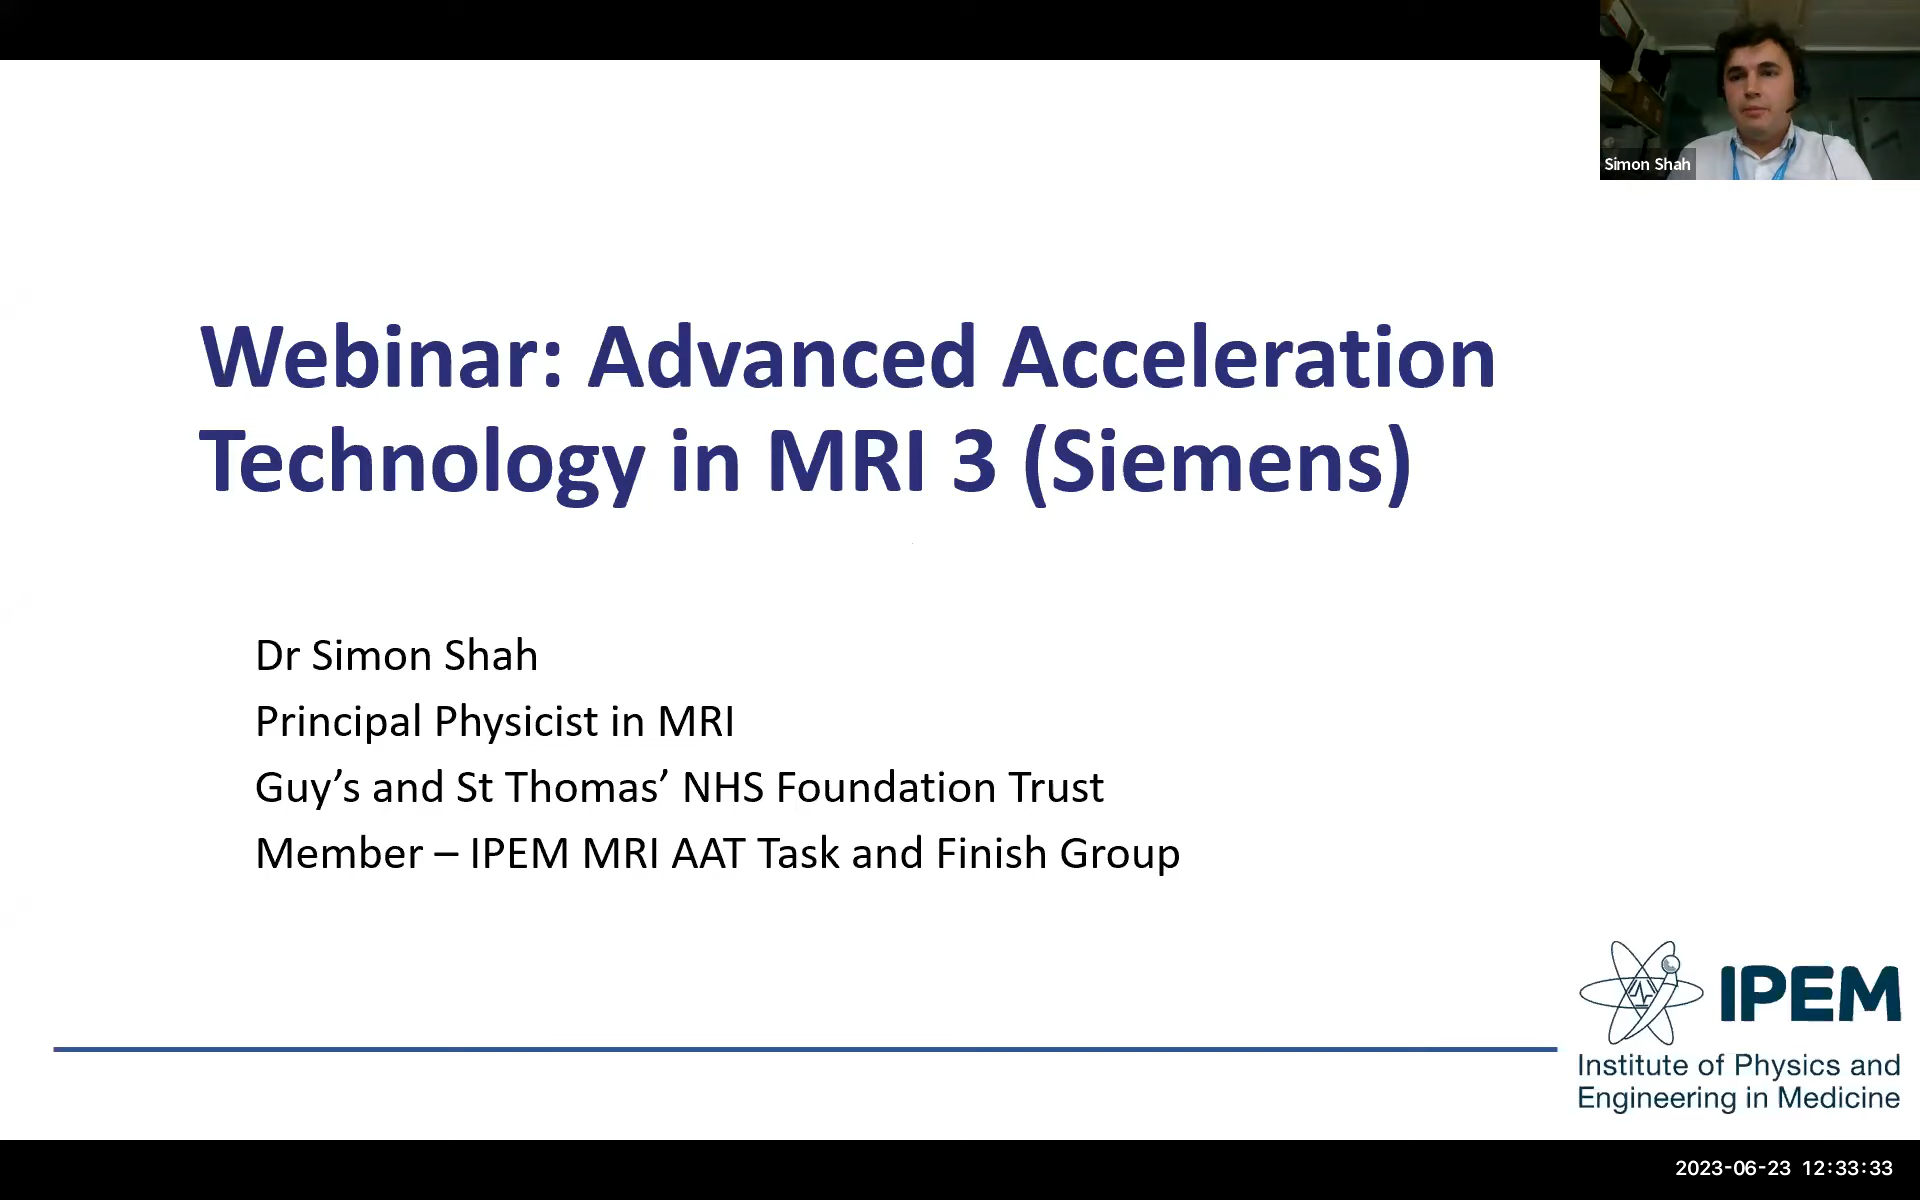 Simon Shah
Webinar: Advanced Acceleration
Technology in MRI 3 (Siemens)
Dr Simon Shah
Principal Physicist in MRI
Guy’s and St Thomas’ NHS Foundation Trust
Member – IPEM MRI AAT Task and Finish Group
IPEM
Institute of Physics and
Engineering in Medicine
2023-06-23 12:33:33